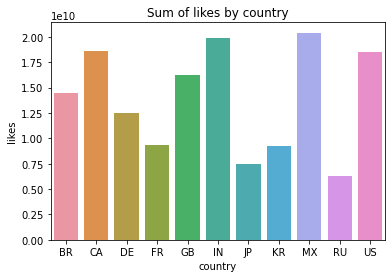 Sum of likes by country
1e10
2.00
1.75
1.50
1.25
1.00
0.75
0.50
0.25
0.00
likes
BR CA DE FR GB IN JP KR MX RU US
country